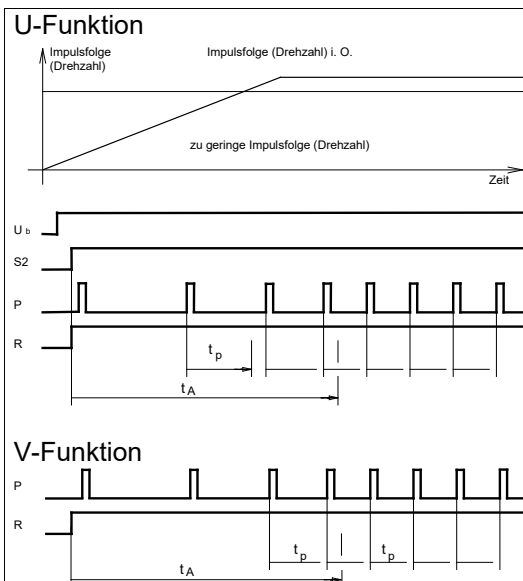 U-Funktion
Impulsfolge
(Drehzahl)
Impulsfolge (Drehzahl) i. O.
zu geringe Impulsfolge (Drehzahl)
Zeit
U b
S2
P
R
t p
t A
V-Funktion
P
R
t p
t p
t A